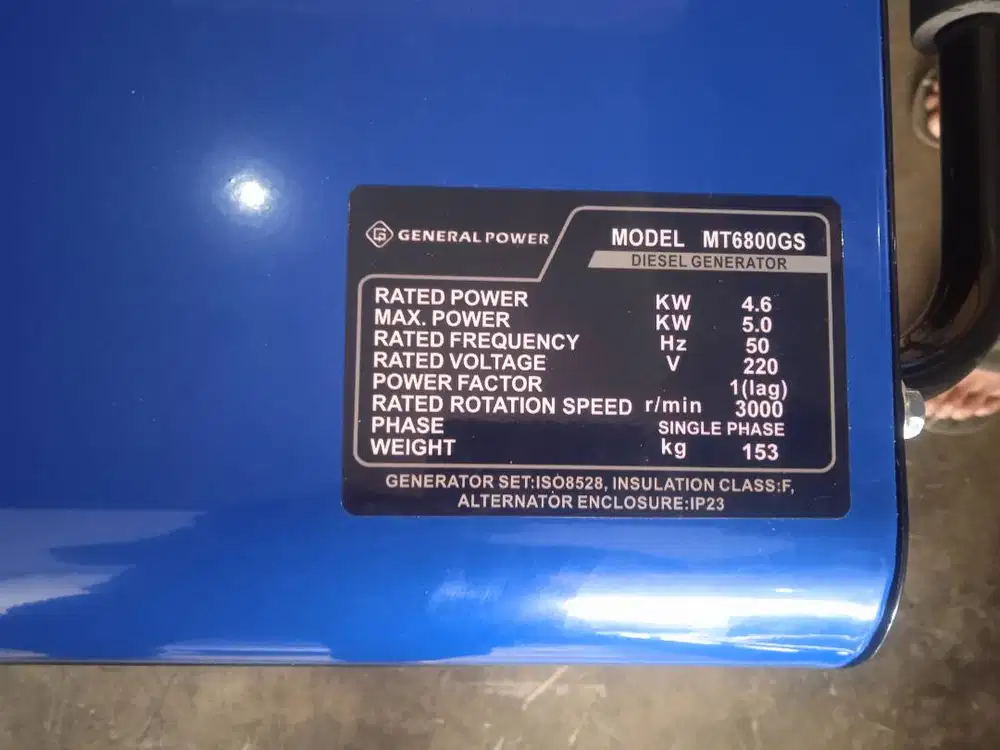 GENERAL POWER
MODEL MT6800GS
DIESEL GENERATOR
RATED POWER KW 4.6
MAX. POWER KW 5.0
RATED FREQUENCY Hz 50
RATED VOLTAGE V 220
POWER FACTOR 1(lag)
RATED ROTATION SPEED r/min 3000
PHASE SINGLE PHASE
WEIGHT kg 153
GENERATOR SET:ISO8528, INSULATION CLASS:F,
ALTERNATOR ENCLOSURE:IP23